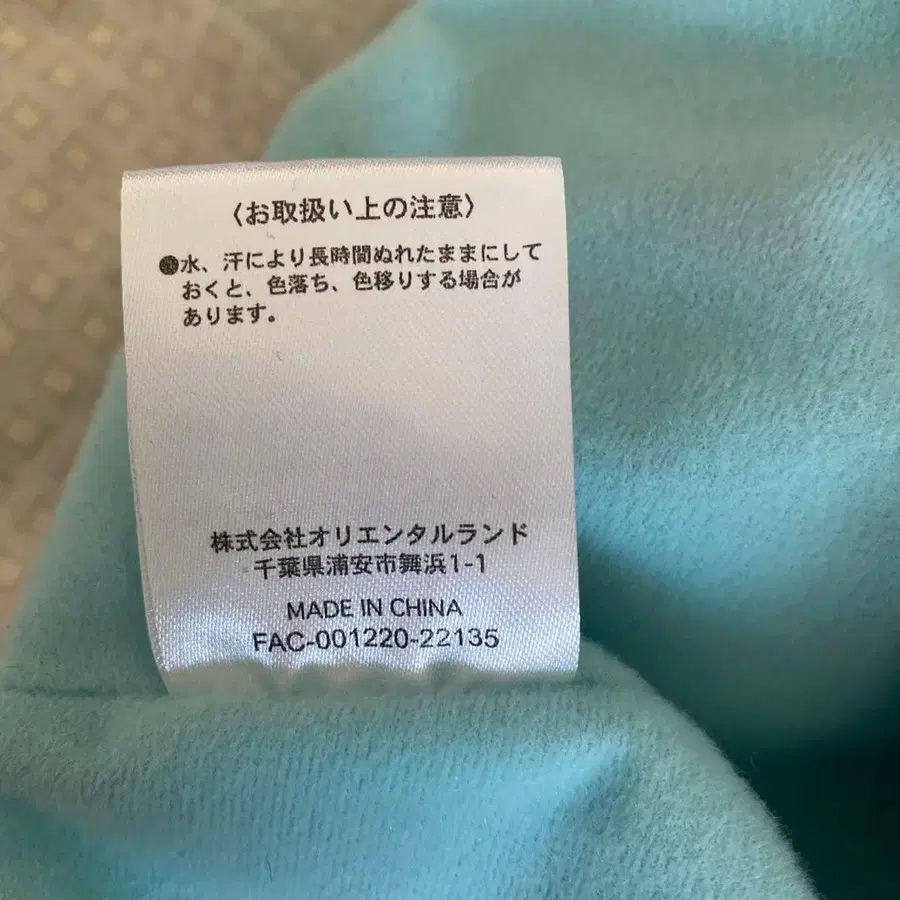 〈お取扱い上の注意〉
●水、汗により長時間ぬれたままにして
おくと、色落ち、色移りする場合が
あります。
株式会社オリエンタルランド
千葉県浦安市舞浜1-1
MADE IN CHINA
FAC-001220-22135